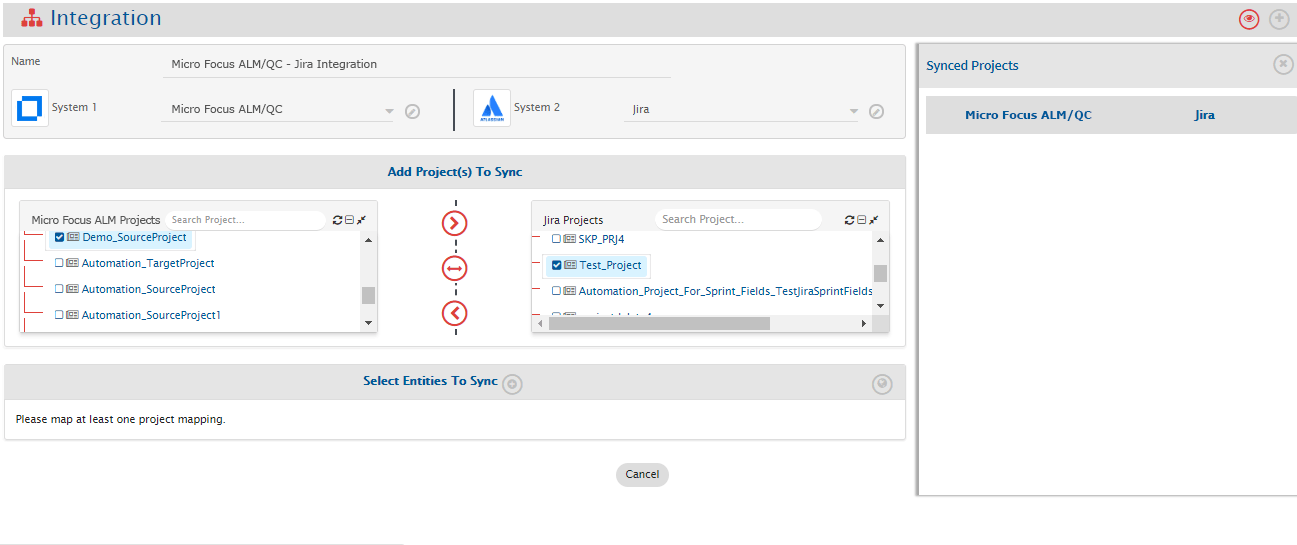 Integration
Name
Micro Focus ALM/QC - Jira Integration
System 1
Micro Focus ALM/QC
ATLASSIAN
System 2
Jira
Add Project(s) To Sync
Micro Focus ALM Projects
Search Project...
Demo_SourceProject
Automation_TargetProject
Automation_SourceProject
Automation_SourceProject1
Jira Projects
Search Project...
SKP_PRJ4
Test_Project
Automation_Project_For_Sprint_Fields_TestJiraSprintFields
Select Entities To Sync
Please map at least one project mapping.
Cancel
Synced Projects
Micro Focus ALM/QC
Jira